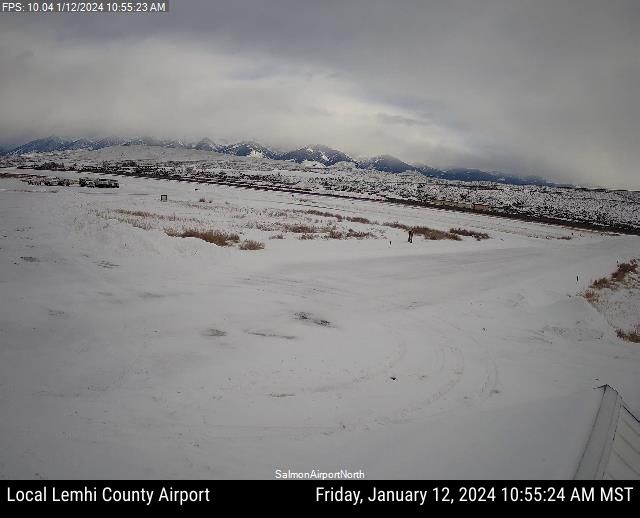 FPS: 10.04 1/12/2024 10:55:23 AM
SalmonAirportNorth
Local Lemhi County Airport Friday, January 12, 2024 10:55:24 AM MST